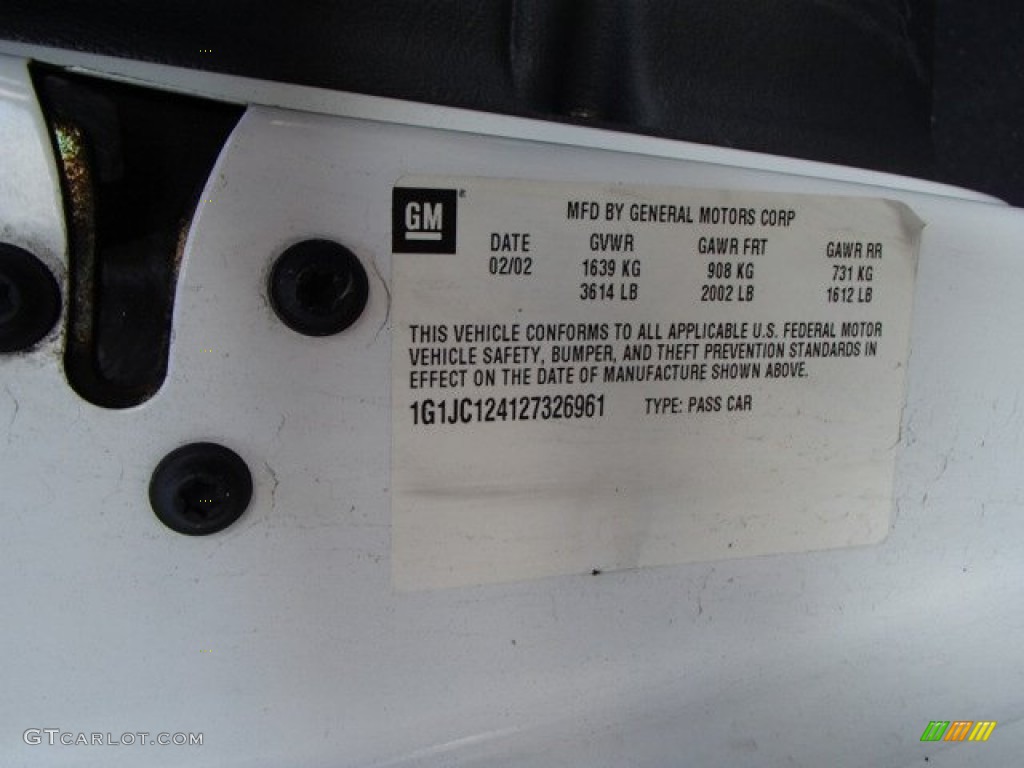 GM®
MFD BY GENERAL MOTORS CORP
DATE GVWR GAWR FRT GAWR RR
02/02 1639 KG 908 KG 731 KG
3614 LB 2002 LB 1612 LB
THIS VEHICLE CONFORMS TO ALL APPLICABLE U.S. FEDERAL MOTOR
VEHICLE SAFETY, BUMPER, AND THEFT PREVENTION STANDARDS IN
EFFECT ON THE DATE OF MANUFACTURE SHOWN ABOVE.
1G1JC124127326961 TYPE: PASS CAR
GTCARLOT.COM